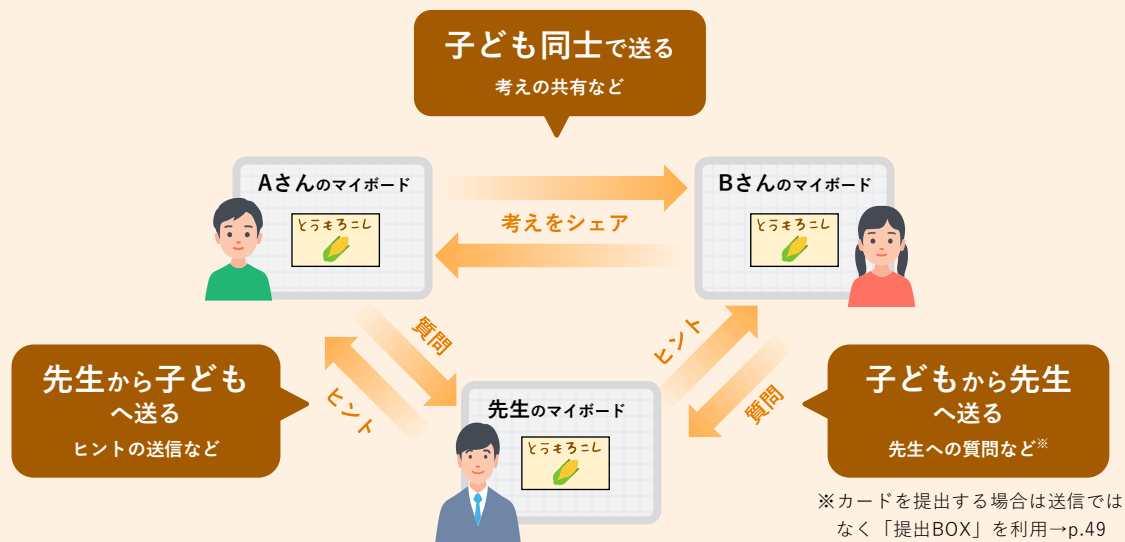 子ども同士で送る
考えの共有など
Aさんのマイボード
とうもろこし
考えをシェア
Bさんのマイボード
とうもろこし
先生から子ども
へ送る
ヒントの送信など
質問
ヒント
先生のマイボード
とうもろこし
ヒント
質問
子どもから先生
へ送る
先生への質問など※
※カードを提出する場合は送信では
なく「提出BOX」を利用→p.49